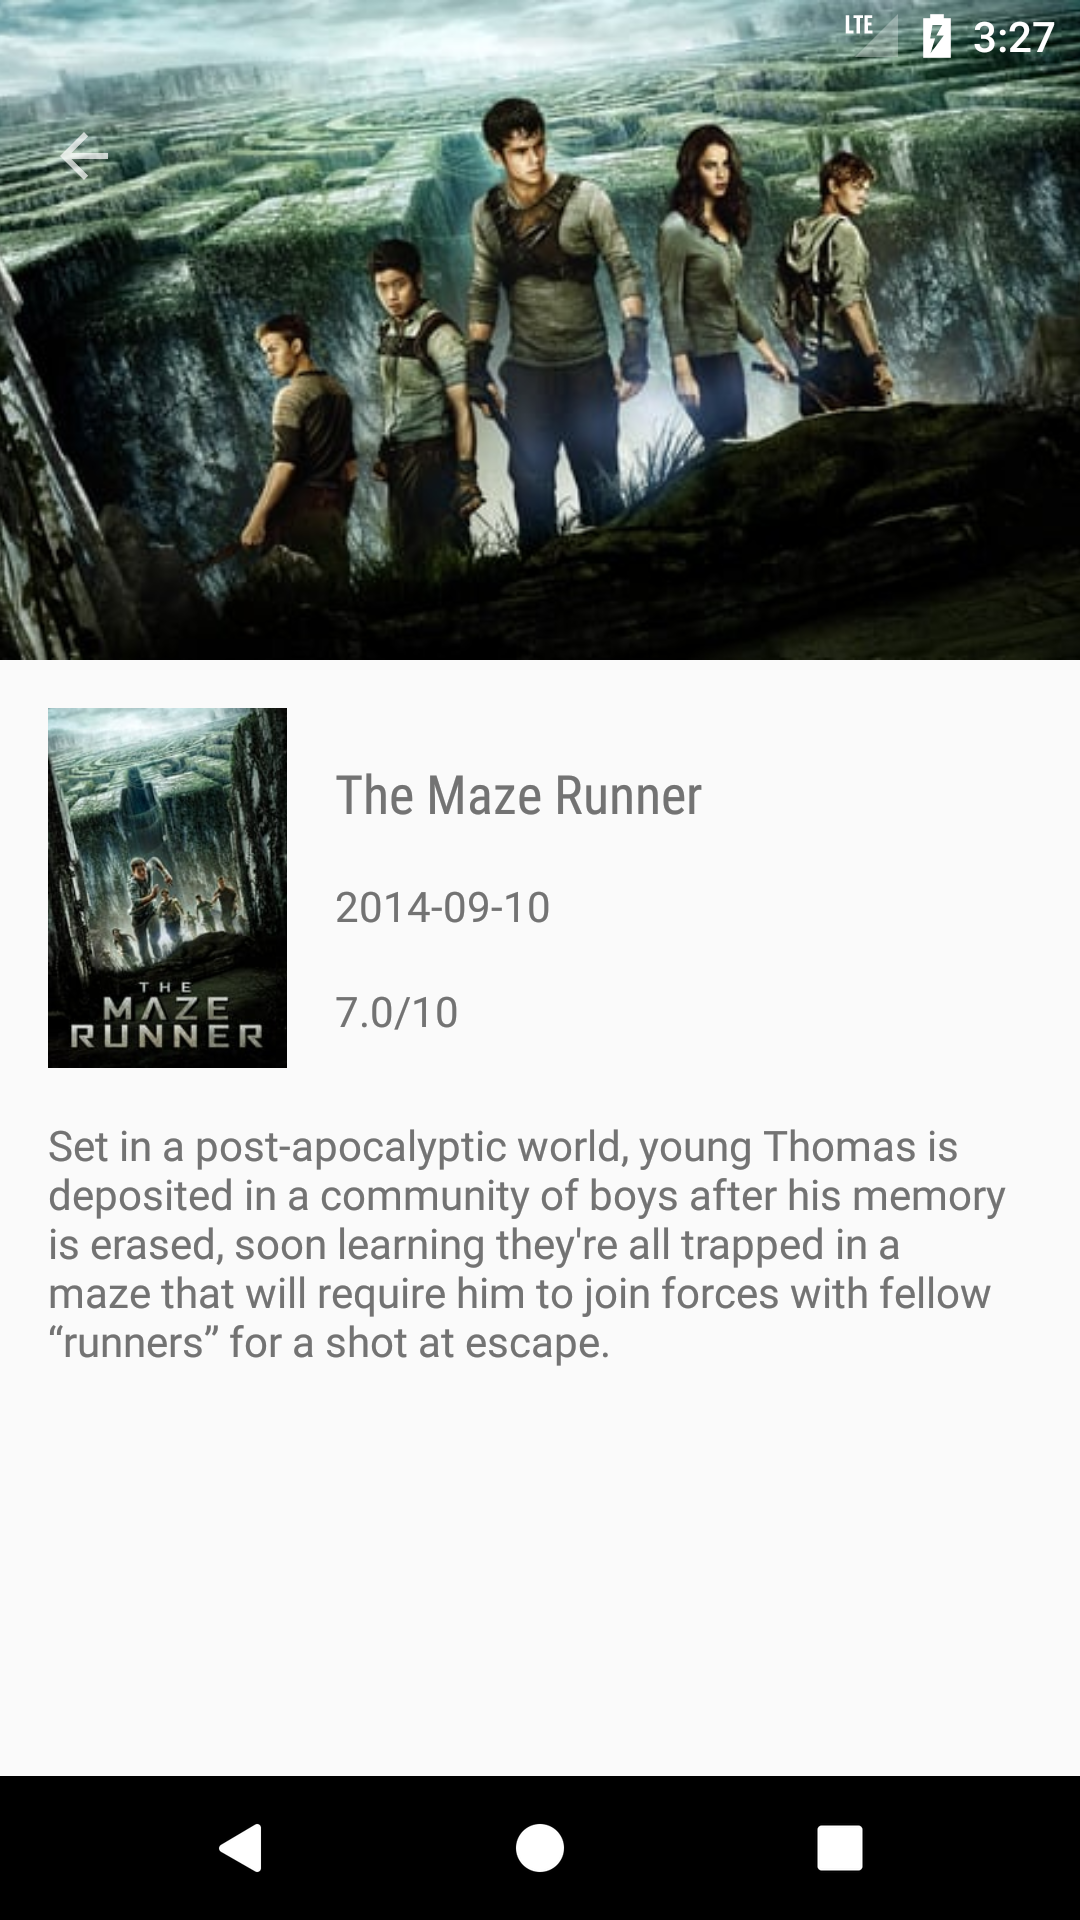 LTE 3:27
THE
MAZE
RUNNER
The Maze Runner
2014-09-10
7.0/10
Set in a post-apocalyptic world, young Thomas is
deposited in a community of boys after his memory
is erased, soon learning they're all trapped in a
maze that will require him to join forces with fellow
“runners” for a shot at escape.